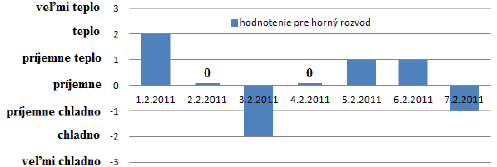 veľmi teplo 3
teplo 2
hodnotenie pre horný rozvod
príjemne teplo 1
0 0
príjemne 0
1.2.2011 2.2.2011 3.2.2011 4.2.2011 5.2.2011 6.2.2011 7.2.2011
príjemne chladno -1
chladno -2
veľmi chladno -3